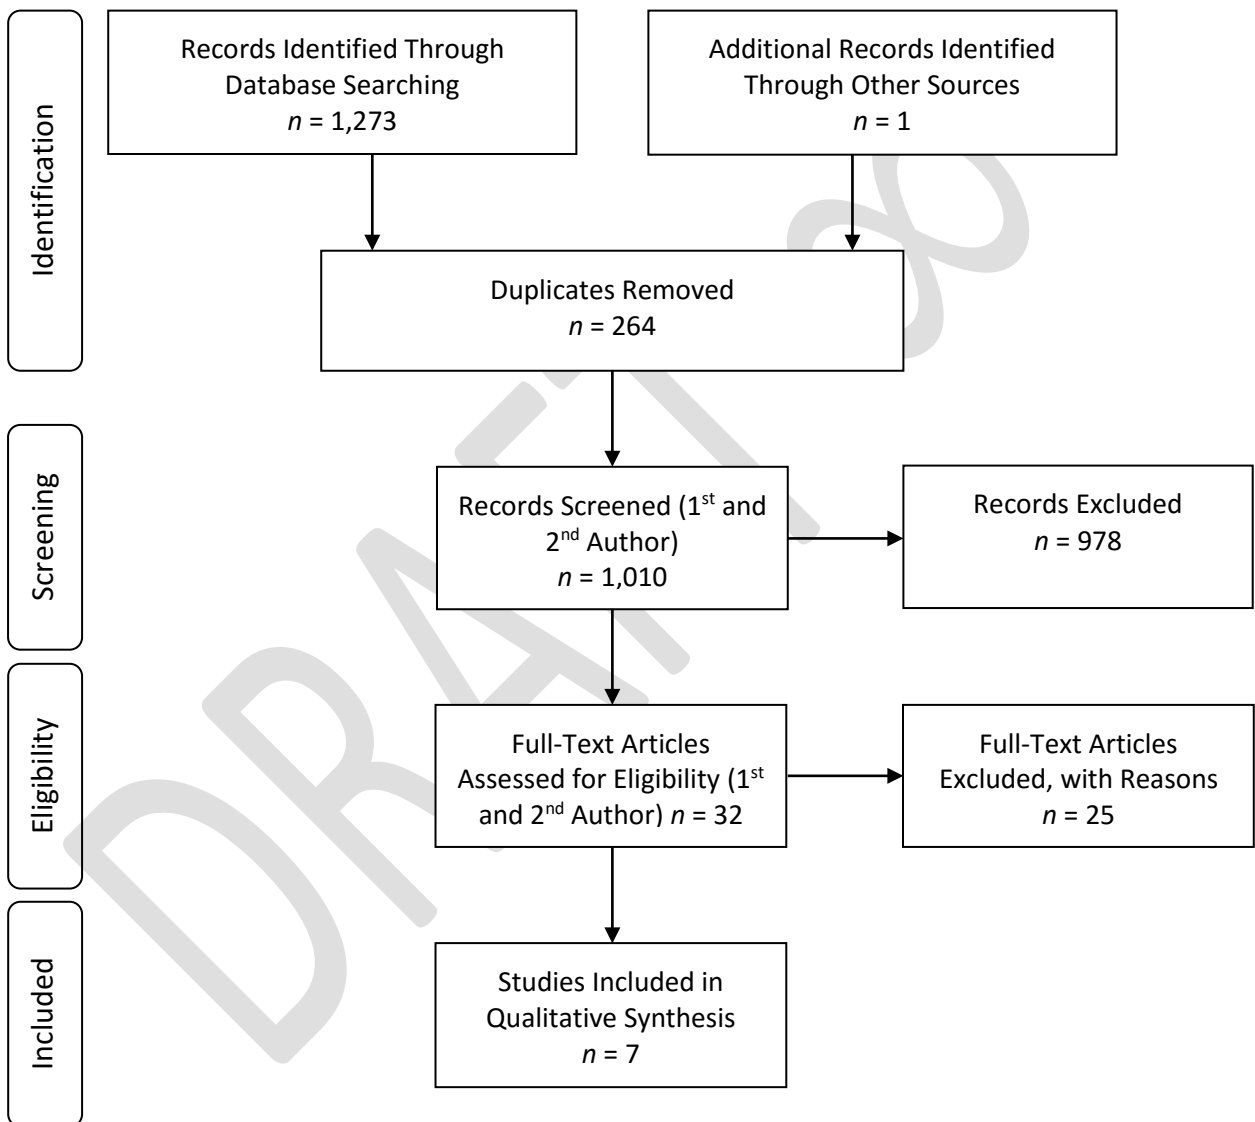 Identification
Records Identified Through
Database Searching
n = 1,273
Additional Records Identified
Through Other Sources
n = 1
Duplicates Removed
n = 264
Screening
Records Screened (1st and
2nd Author)
n = 1,010
Records Excluded
n = 978
Eligibility
Full-Text Articles
Assessed for Eligibility (1st
and 2nd Author) n = 32
Full-Text Articles
Excluded, with Reasons
n = 25
Included
Studies Included in
Qualitative Synthesis
n = 7
DRAFT 8